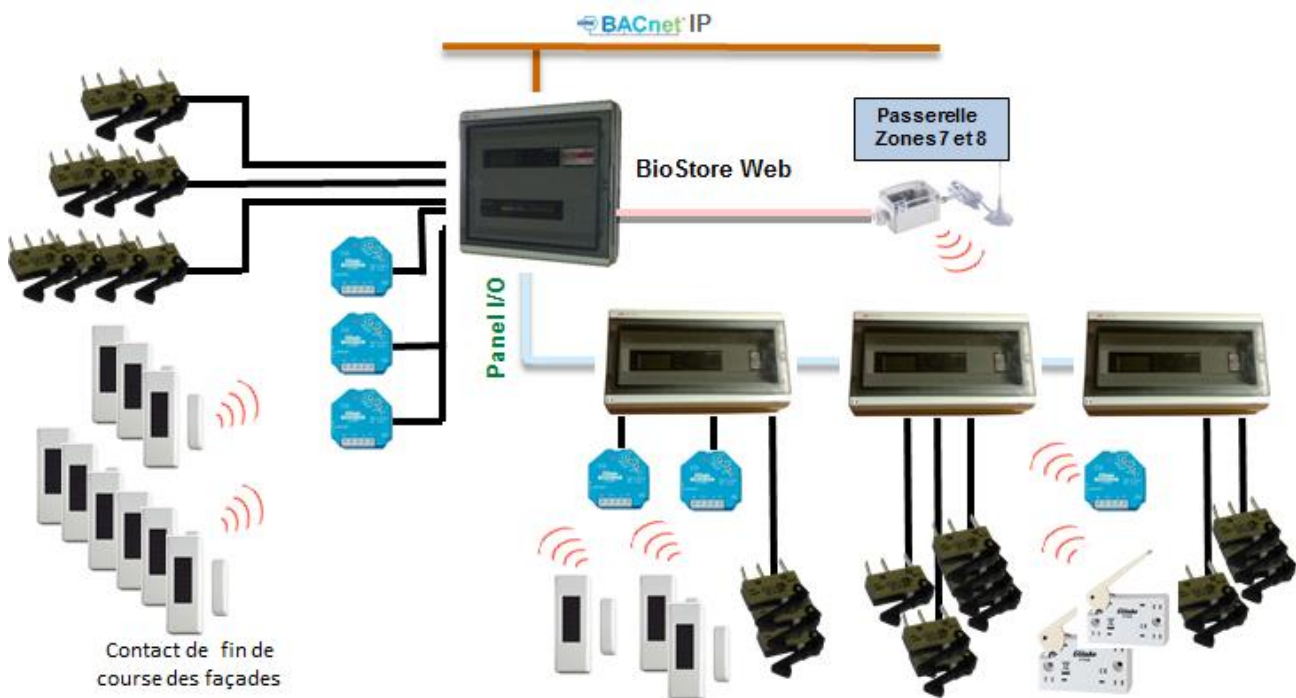 BACnet IP
Passerelle
Zones 7 et 8
BioStore Web
Panel I/O
Contact de fin de
course des façades